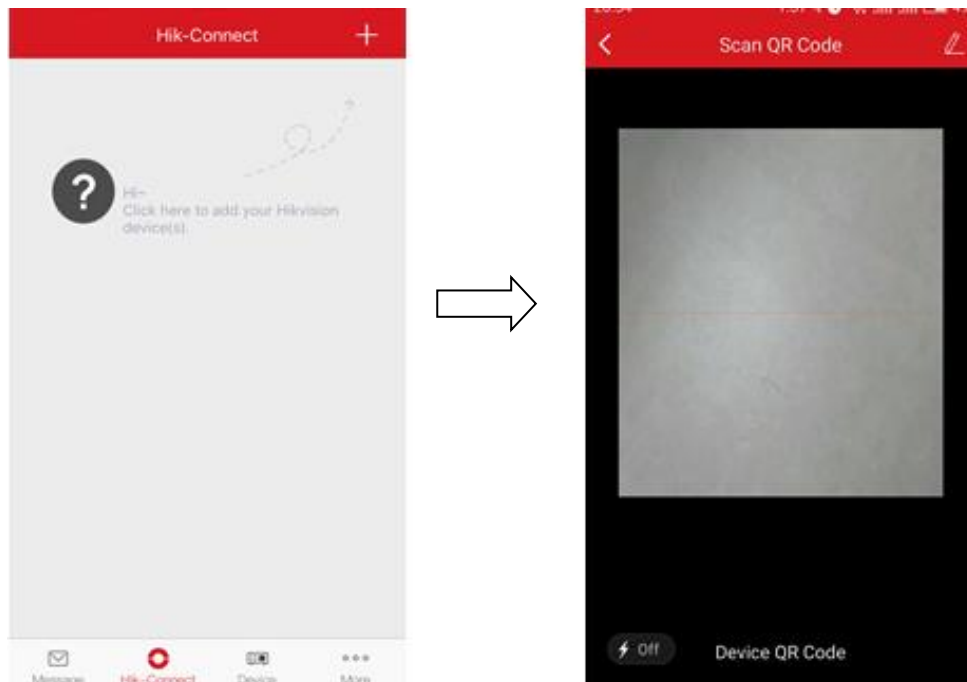 Hik-Connect
Hi~
Click here to add your Hikvision
device(s).
Message
Hik-Connect
Device
More
Scan QR Code
Off
Device QR Code